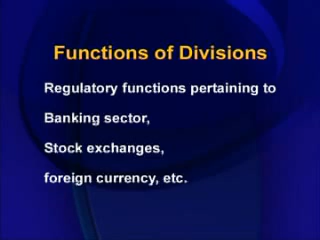 Functions of Divisions
Regulatory functions pertaining to
Banking sector,
Stock exchanges,
foreign currency, etc.